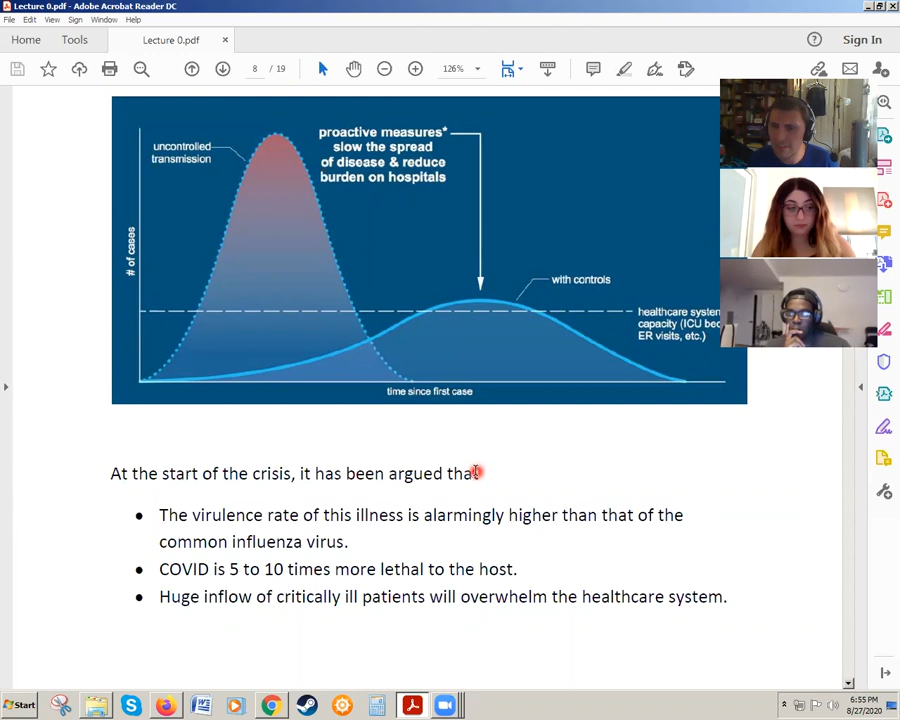 Lecture 0.pdf - Adobe Acrobat Reader DC
File Edit View Sign Window Help
Home Tools Lecture 0.pdf × Sign In
8 / 19 126%
uncontrolled
transmission
proactive measures*
slow the spread
of disease & reduce
burden on hospitals
# of cases
with controls
healthcare system
capacity (ICU
ER visits, etc.)
time since first case
At the start of the crisis, it has been argued that
• The virulence rate of this illness is alarmingly higher than that of the
common influenza virus.
• COVID is 5 to 10 times more lethal to the host.
• Huge inflow of critically ill patients will overwhelm the healthcare system.
Start
6:55 PM
8/27/2020